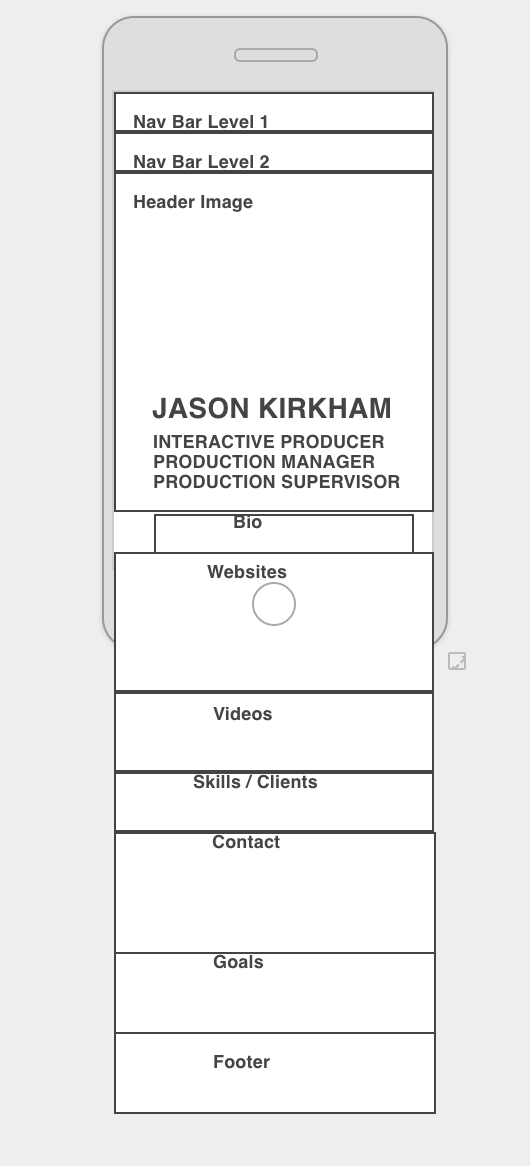 Nav Bar Level 1
Nav Bar Level 2
Header Image
JASON KIRKHAM
INTERACTIVE PRODUCER
PRODUCTION MANAGER
PRODUCTION SUPERVISOR
Bio
Websites
Videos
Skills / Clients
Contact
Goals
Footer